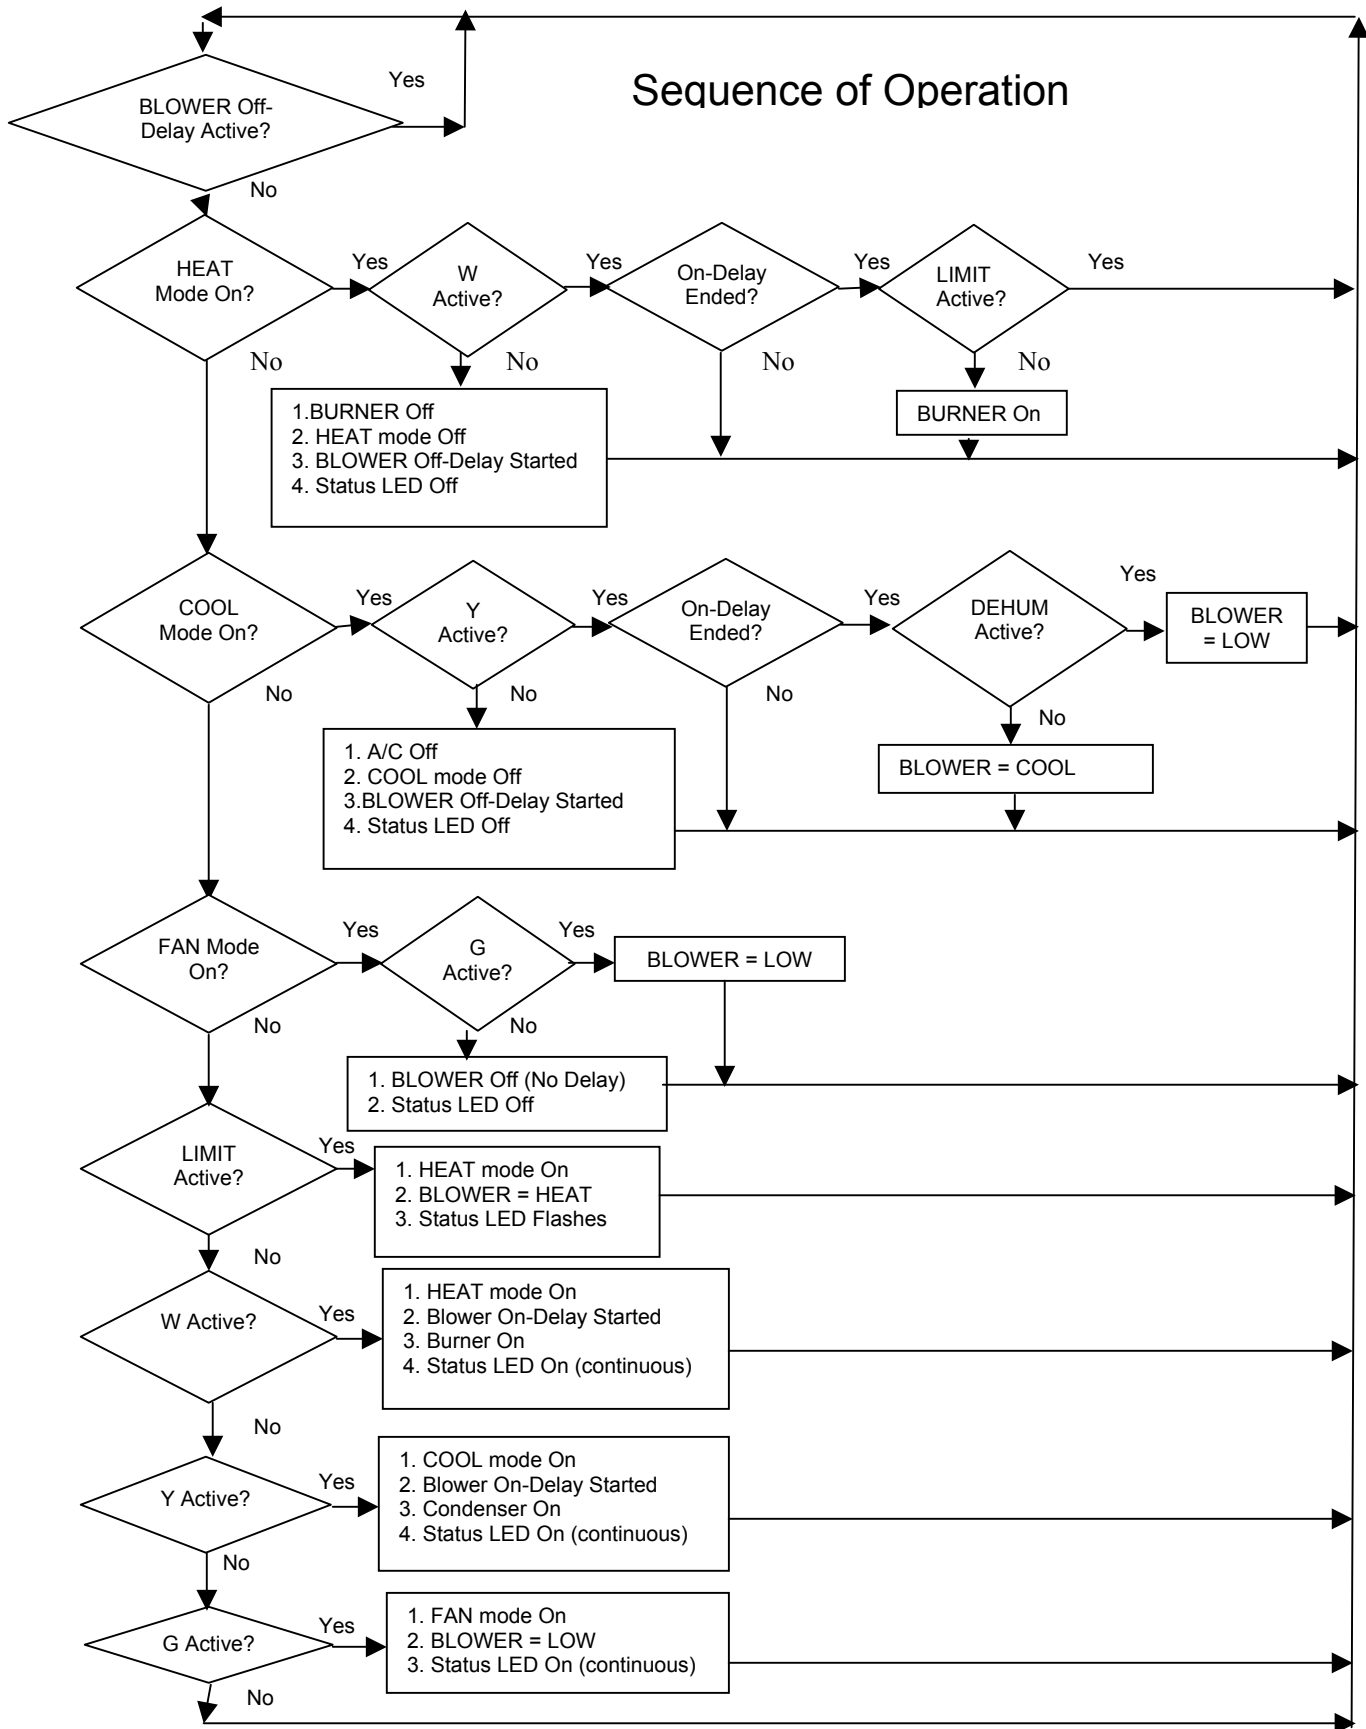 Sequence of Operation
BLOWER Off-
Delay Active?
Yes
No
HEAT
Mode On?
Yes
No
W
Active?
Yes
No
On-Delay
Ended?
Yes
No
LIMIT
Active?
Yes
No
1.BURNER Off
2. HEAT mode Off
3. BLOWER Off-Delay Started
4. Status LED Off
BURNER On
COOL
Mode On?
Yes
No
Y
Active?
Yes
No
On-Delay
Ended?
Yes
No
DEHUM
Active?
Yes
No
BLOWER
= LOW
1. A/C Off
2. COOL mode Off
3.BLOWER Off-Delay Started
4. Status LED Off
BLOWER = COOL
FAN Mode
On?
Yes
No
G
Active?
Yes
No
BLOWER = LOW
1. BLOWER Off (No Delay)
2. Status LED Off
LIMIT
Active?
Yes
No
1. HEAT mode On
2. BLOWER = HEAT
3. Status LED Flashes
W Active?
Yes
No
1. HEAT mode On
2. Blower On-Delay Started
3. Burner On
4. Status LED On (continuous)
Y Active?
Yes
No
1. COOL mode On
2. Blower On-Delay Started
3. Condenser On
4. Status LED On (continuous)
G Active?
Yes
No
1. FAN mode On
2. BLOWER = LOW
3. Status LED On (continuous)